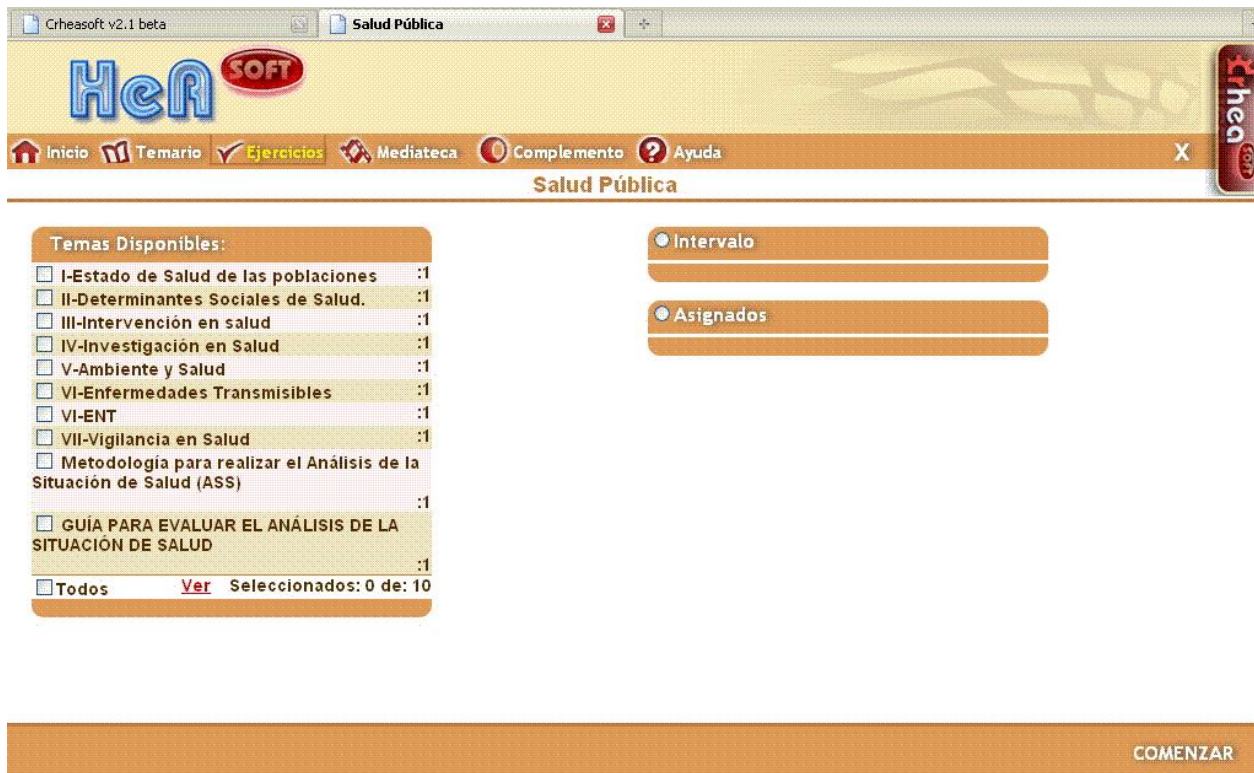 Crheasoft v2.1 beta
Salud Pública
HeR SOFT
Crhea SOFT
Inicio Temario Ejercicios Mediateca Complemento Ayuda X
Salud Pública
Temas Disponibles:
I-Estado de Salud de las poblaciones :1
II-Determinantes Sociales de Salud. :1
III-Intervención en salud :1
IV-Investigación en Salud :1
V-Ambiente y Salud :1
VI-Enfermedades Transmisibles :1
VI-ENT :1
VII-Vigilancia en Salud :1
Metodología para realizar el Análisis de la
Situación de Salud (ASS)
:1
GUÍA PARA EVALUAR EL ANÁLISIS DE LA
SITUACIÓN DE SALUD
:1
Todos Ver Seleccionados: 0 de: 10
Intervalo
Asignados
COMENZAR